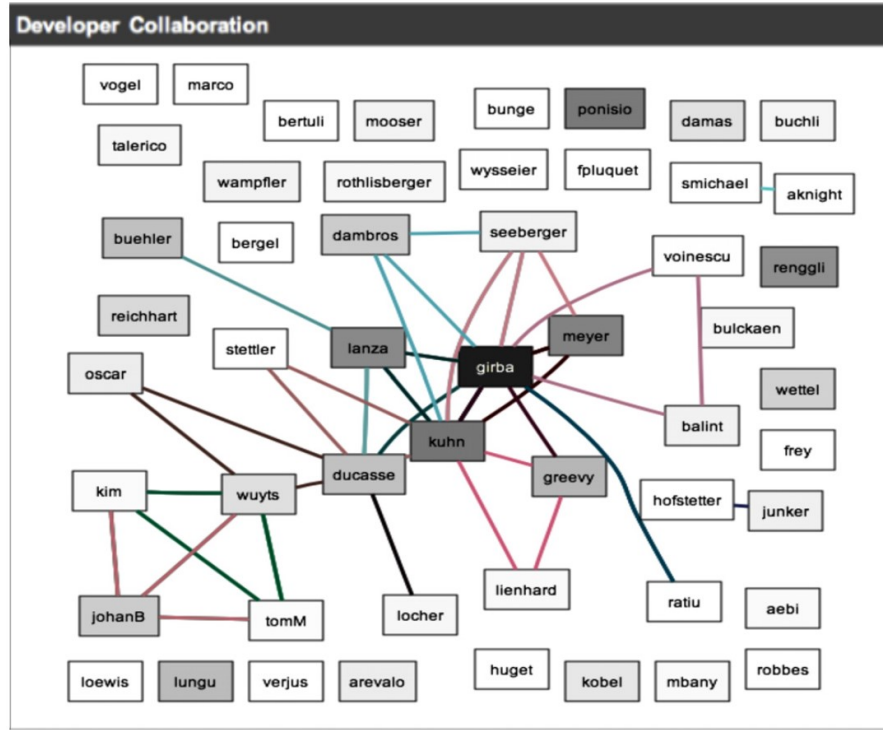 Developer Collaboration
vogel
marco
bertuli
mooser
bunge
ponisio
damas
buchli
talerico
wampfler
rothlisberger
wysseier
fpluquet
smichael
aknight
buehler
bergel
dambros
seeberger
voinescu
renggli
reichhart
stettler
lanza
girba
meyer
bulckaen
oscar
wettel
balint
kuhn
frey
kim
wuyts
ducasse
greevy
hofstetter
junker
johanB
tomM
locher
lienhard
ratiu
aebi
loewis
lungu
verjus
arevalo
huget
kobel
mbany
robbes